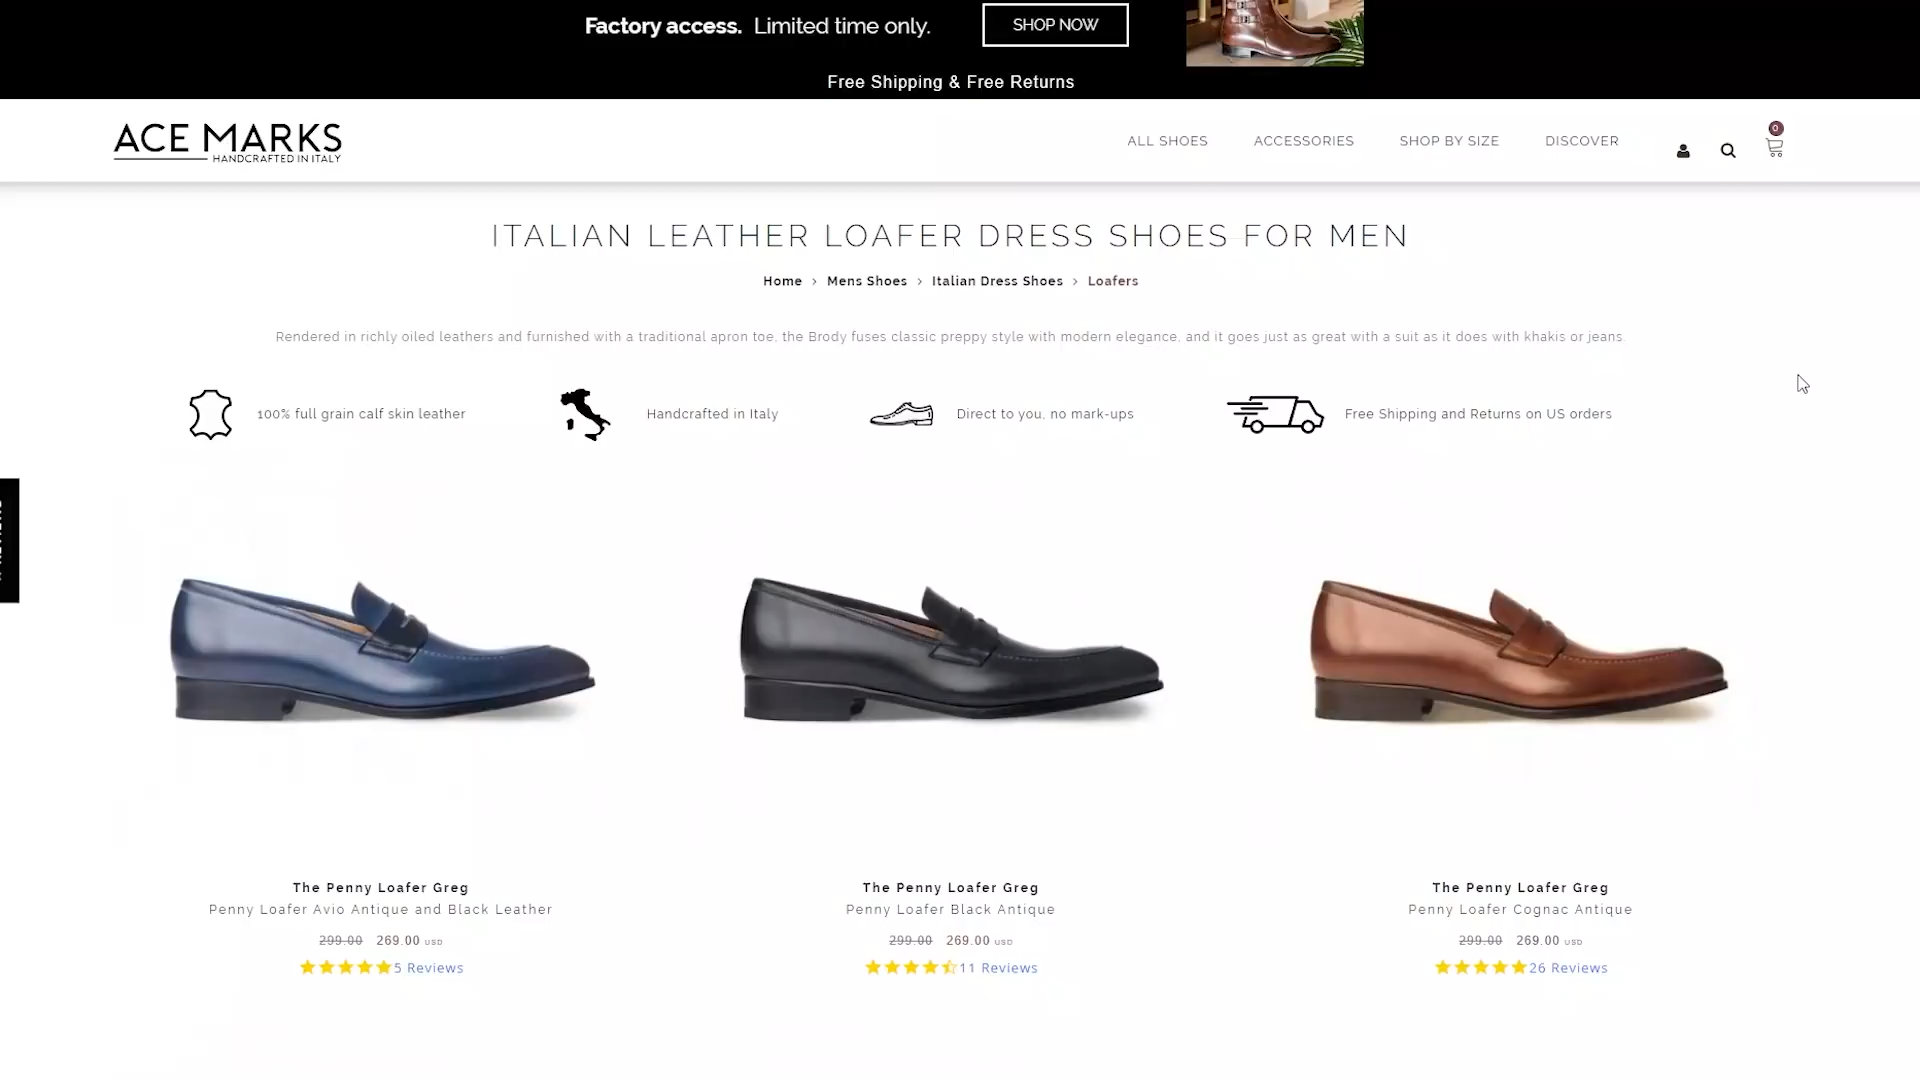 Factory access. Limited time only.
SHOP NOW
Free Shipping & Free Returns
ACE MARKS
HANDCRAFTED IN ITALY
ALL SHOES
ACCESSORIES
SHOP BY SIZE
DISCOVER
0
ITALIAN LEATHER LOAFER DRESS SHOES FOR MEN
Home > Mens Shoes > Italian Dress Shoes > Loafers
Rendered in richly oiled leathers and furnished with a traditional apron toe, the Brody fuses classic preppy style with modern elegance, and it goes just as great with a suit as it does with khakis or jeans.
100% full grain calf skin leather
Handcrafted in Italy
Direct to you, no mark-ups
Free Shipping and Returns on US orders
The Penny Loafer Greg
Penny Loafer Avio Antique and Black Leather
299.00 269.00 USD
5 Reviews
The Penny Loafer Greg
Penny Loafer Black Antique
299.00 269.00 USD
11 Reviews
The Penny Loafer Greg
Penny Loafer Cognac Antique
299.00 269.00 USD
26 Reviews